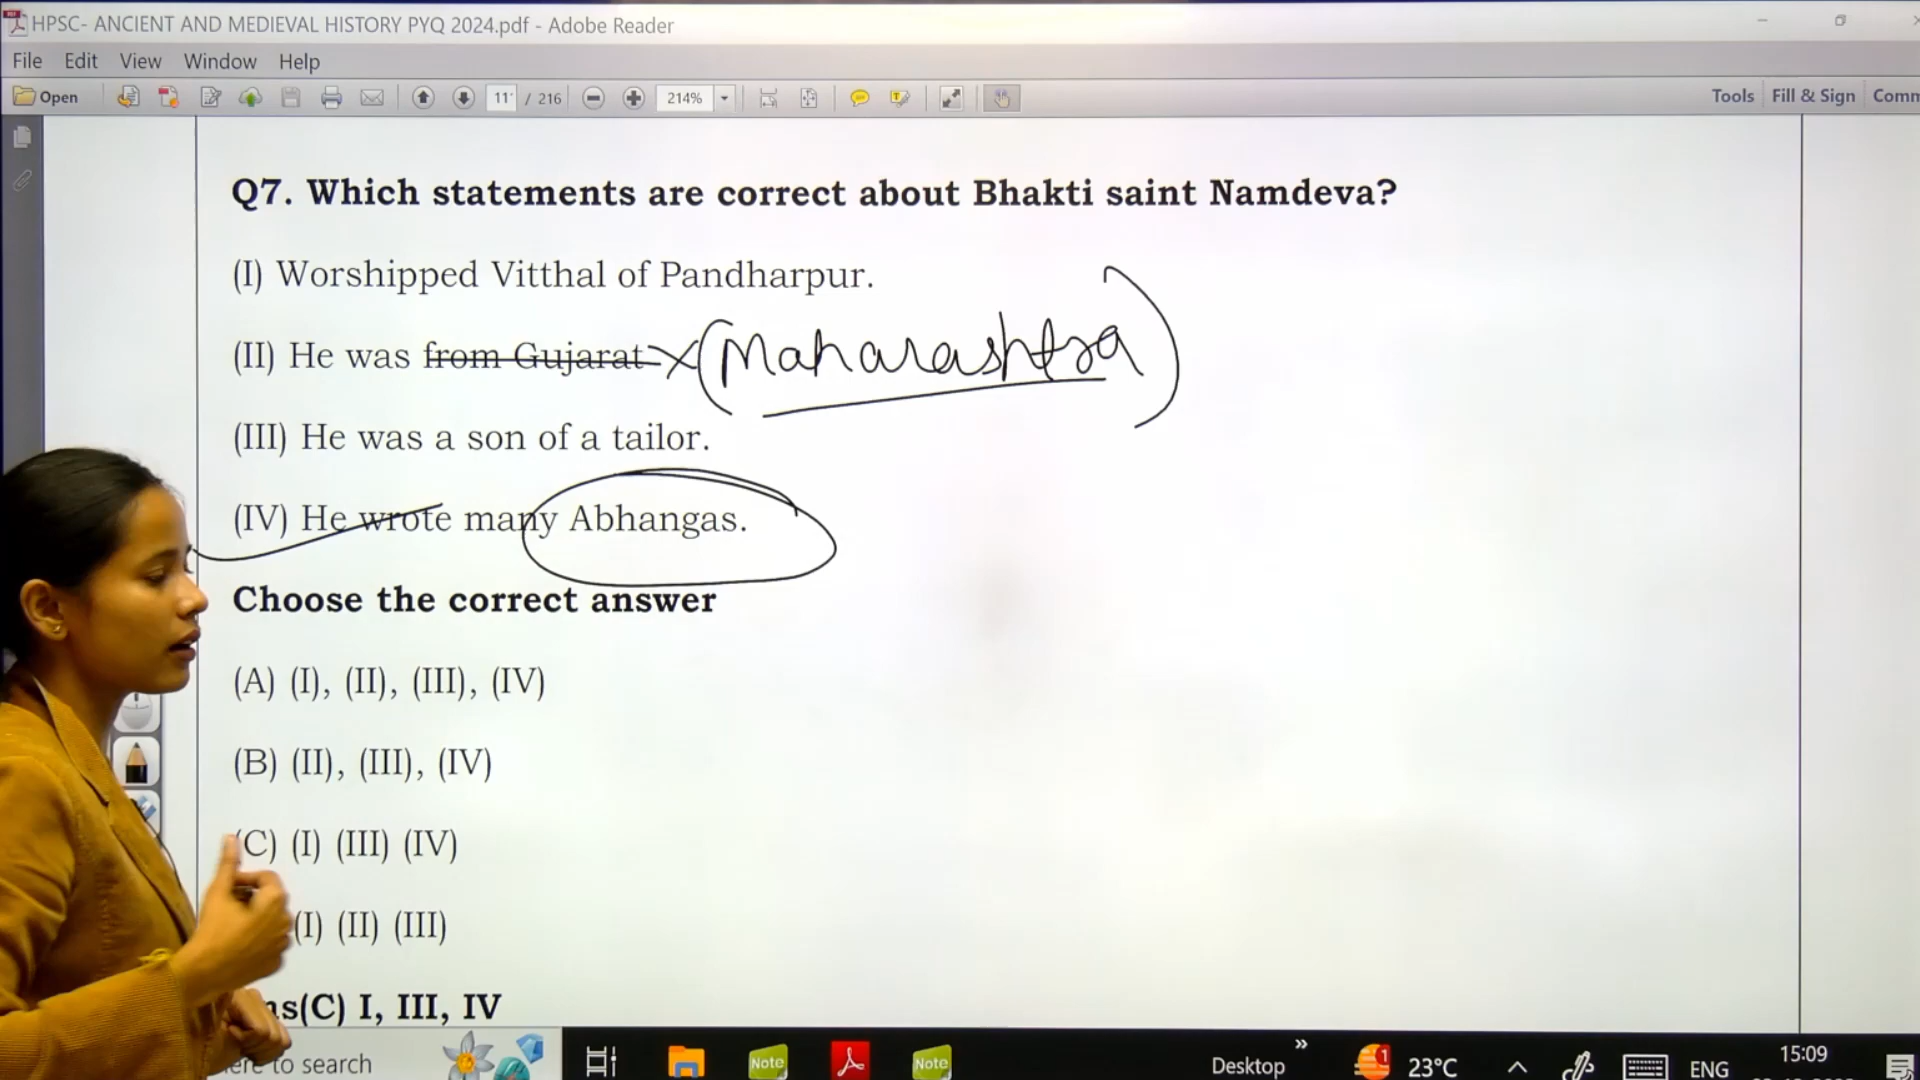 HPSC- ANCIENT AND MEDIEVAL HISTORY PYQ 2024.pdf - Adobe Reader
File Edit View Window Help
Open 11 / 216 214% Tools Fill & Sign Comm
Q7. Which statements are correct about Bhakti saint Namdeva?
(I) Worshipped Vitthal of Pandharpur.
(II) He was from Gujarat X (Maharashtra)
(III) He was a son of a tailor.
(IV) He wrote many Abhangas.
Choose the correct answer
(A) (I), (II), (III), (IV)
(B) (II), (III), (IV)
(C) (I) (III) (IV)
(I) (II) (III)
ns(C) I, III, IV
ere to search Note Note Desktop » 1 23°C ENG 15:09